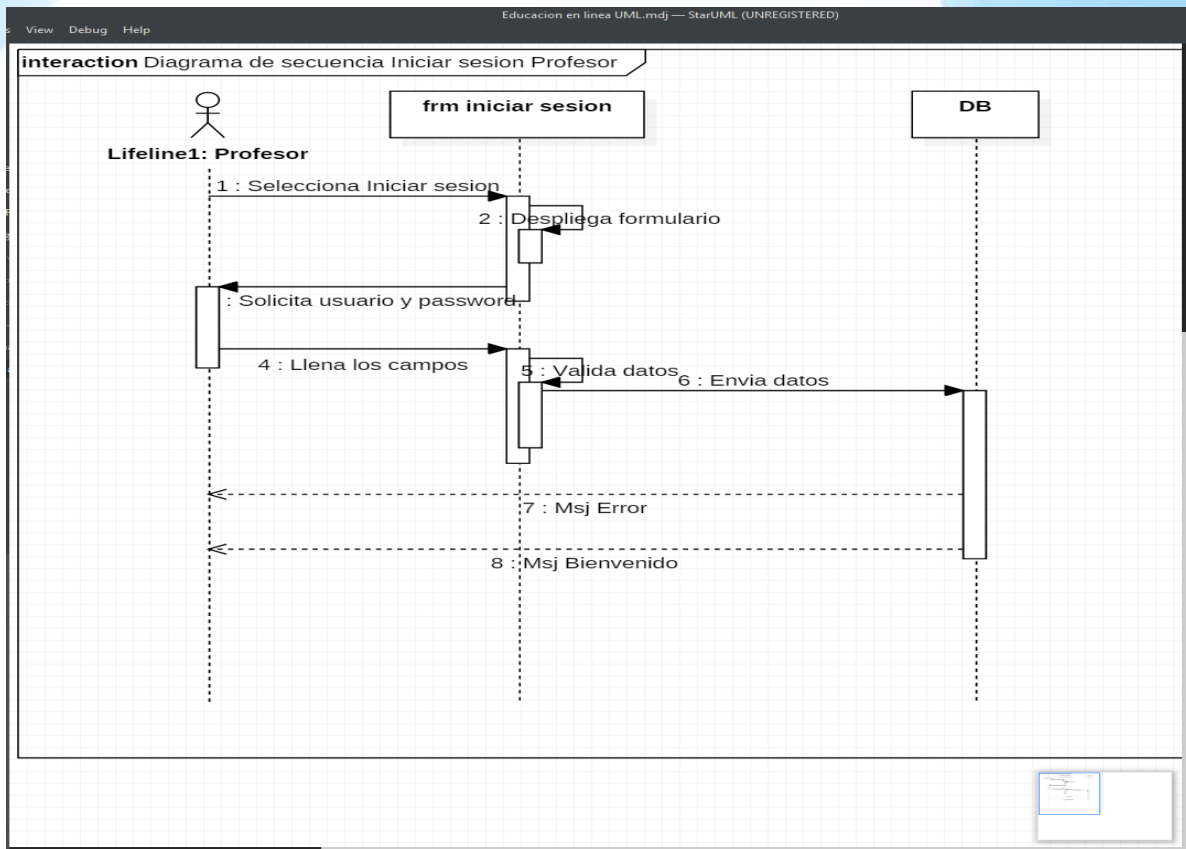 Educacion en linea UML.mdj — StarUML (UNREGISTERED)
s View Debug Help
interaction Diagrama de secuencia Iniciar sesion Profesor
frm iniciar sesion
DB
Lifeline1: Profesor
1 : Selecciona Iniciar sesion
2 : Despliega formulario
: Solicita usuario y password
4 : Llena los campos
5 : Valida datos
6 : Envia datos
7 : Msj Error
8 : Msj Bienvenido